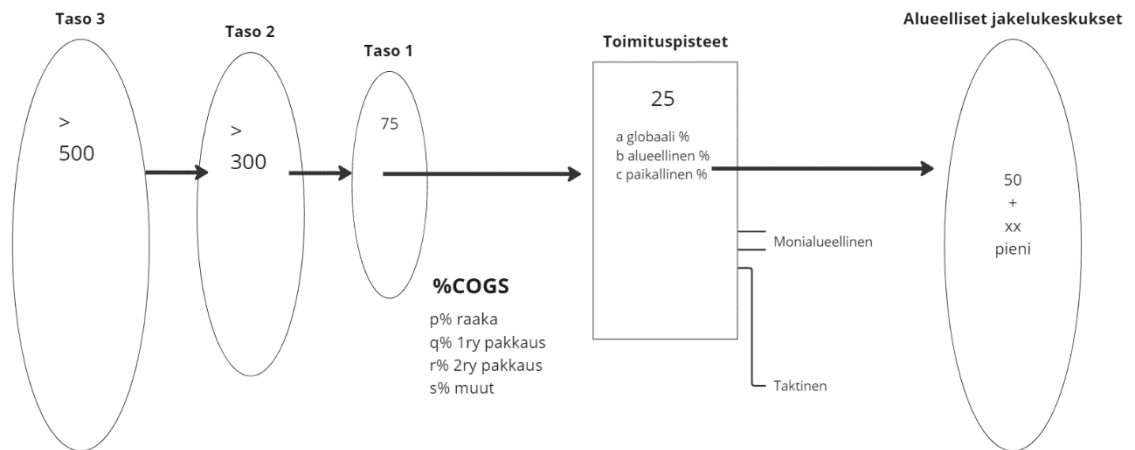 Taso 3
>
500
Taso 2
>
300
Taso 1
75
%COGS
p% raaka
q% 1ry pakkaus
r% 2ry pakkaus
s% muut
Toimituspisteet
25
a globaali %
b alueellinen %
c paikallinen %
Monialueellinen
Taktinen
Alueelliset jakelukeskukset
50
+
xx
pieni